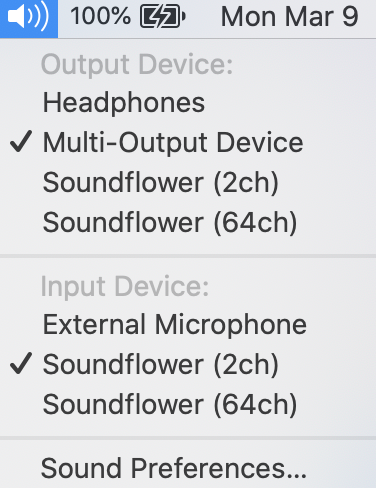 100% Mon Mar 9
Output Device:
Headphones
Multi-Output Device
Soundflower (2ch)
Soundflower (64ch)
Input Device:
External Microphone
Soundflower (2ch)
Soundflower (64ch)
Sound Preferences...